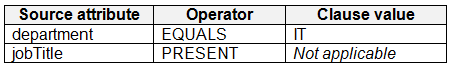 Source attribute Operator Clause value
department EQUALS IT
jobTitle PRESENT Not applicable